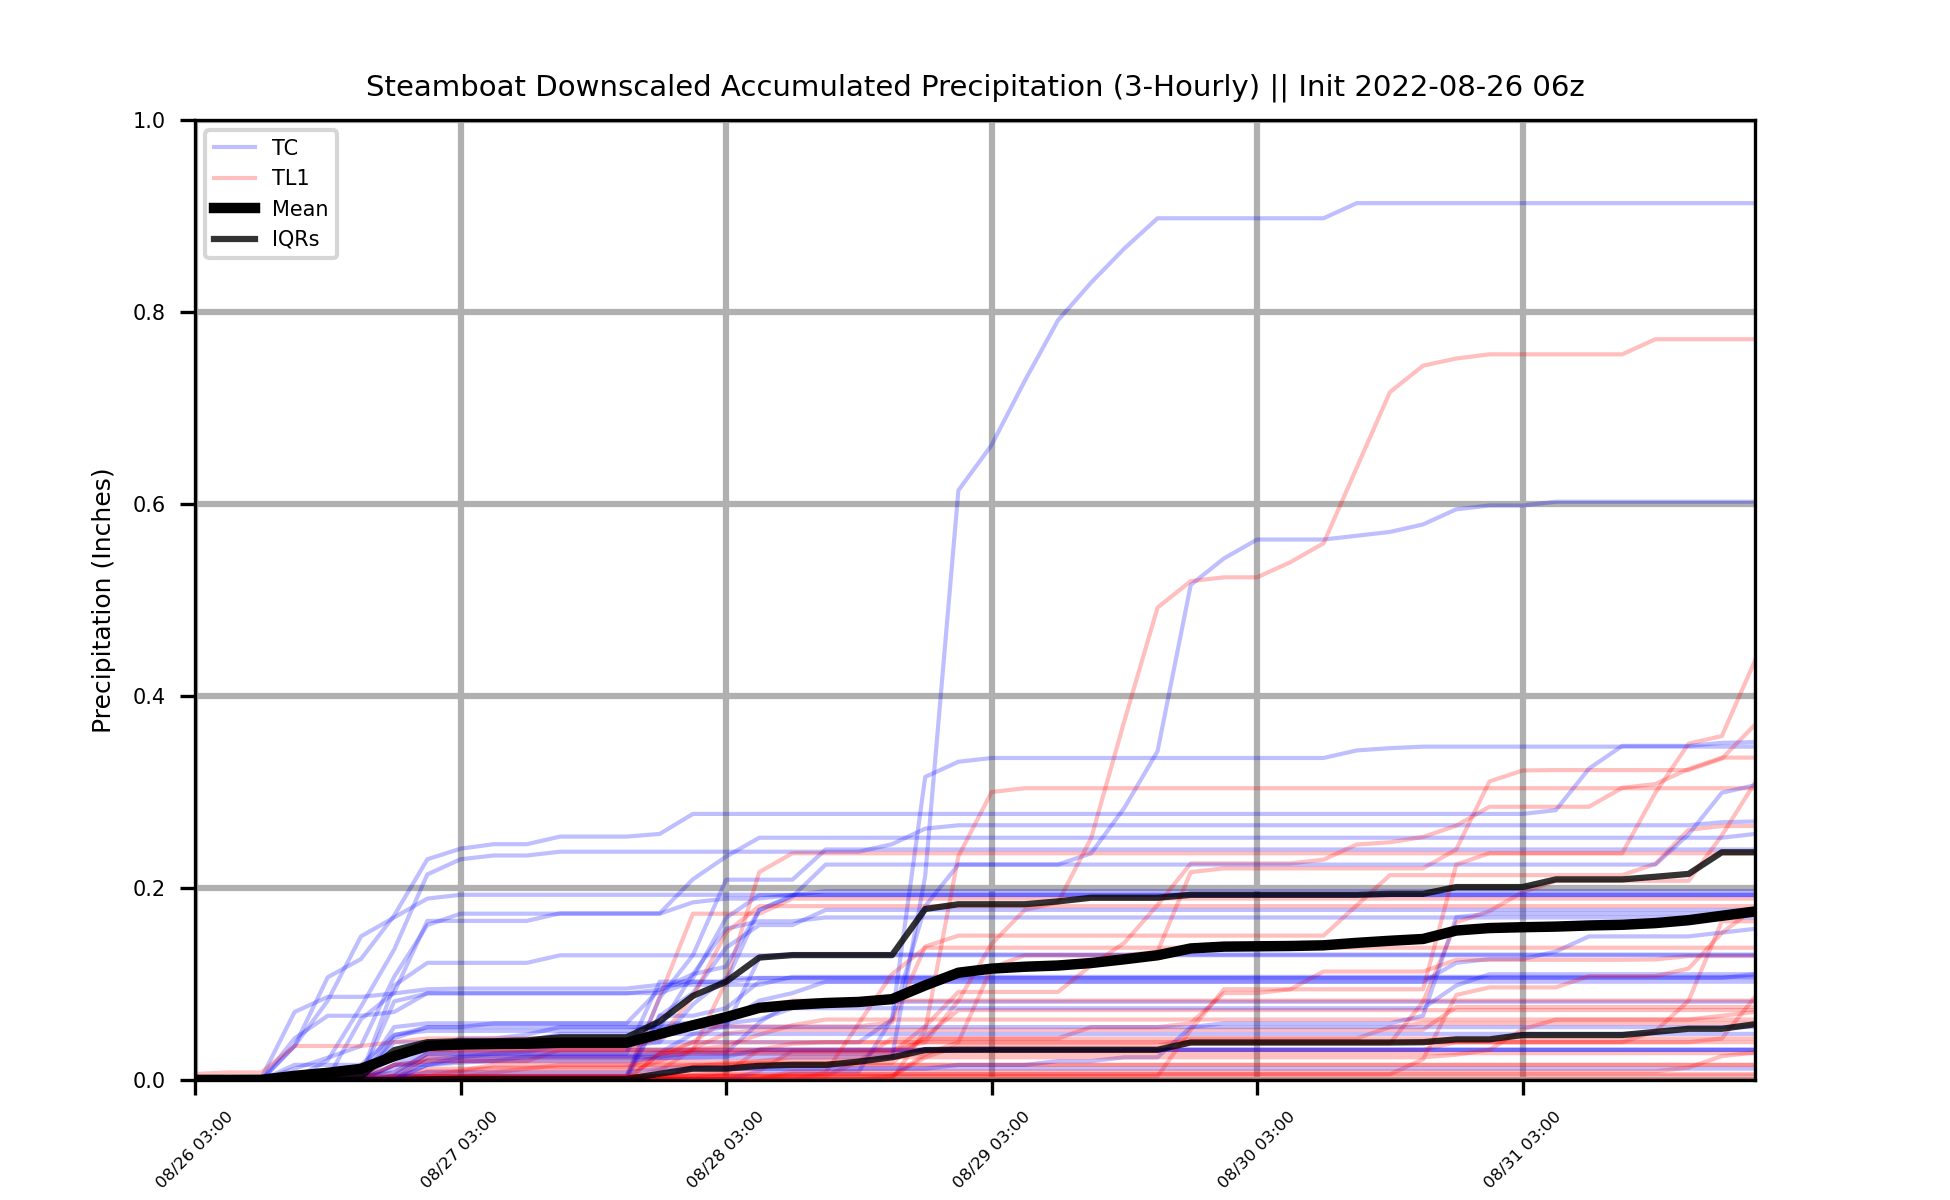 Steamboat Downscaled Accumulated Precipitation (3-Hourly) || Init 2022-08-26 06z
TC
TL1
Mean
IQRs
Precipitation (Inches)
1.0
0.8
0.6
0.4
0.2
0.0
08/26 03:00
08/27 03:00
08/28 03:00
08/29 03:00
08/30 03:00
08/31 03:00